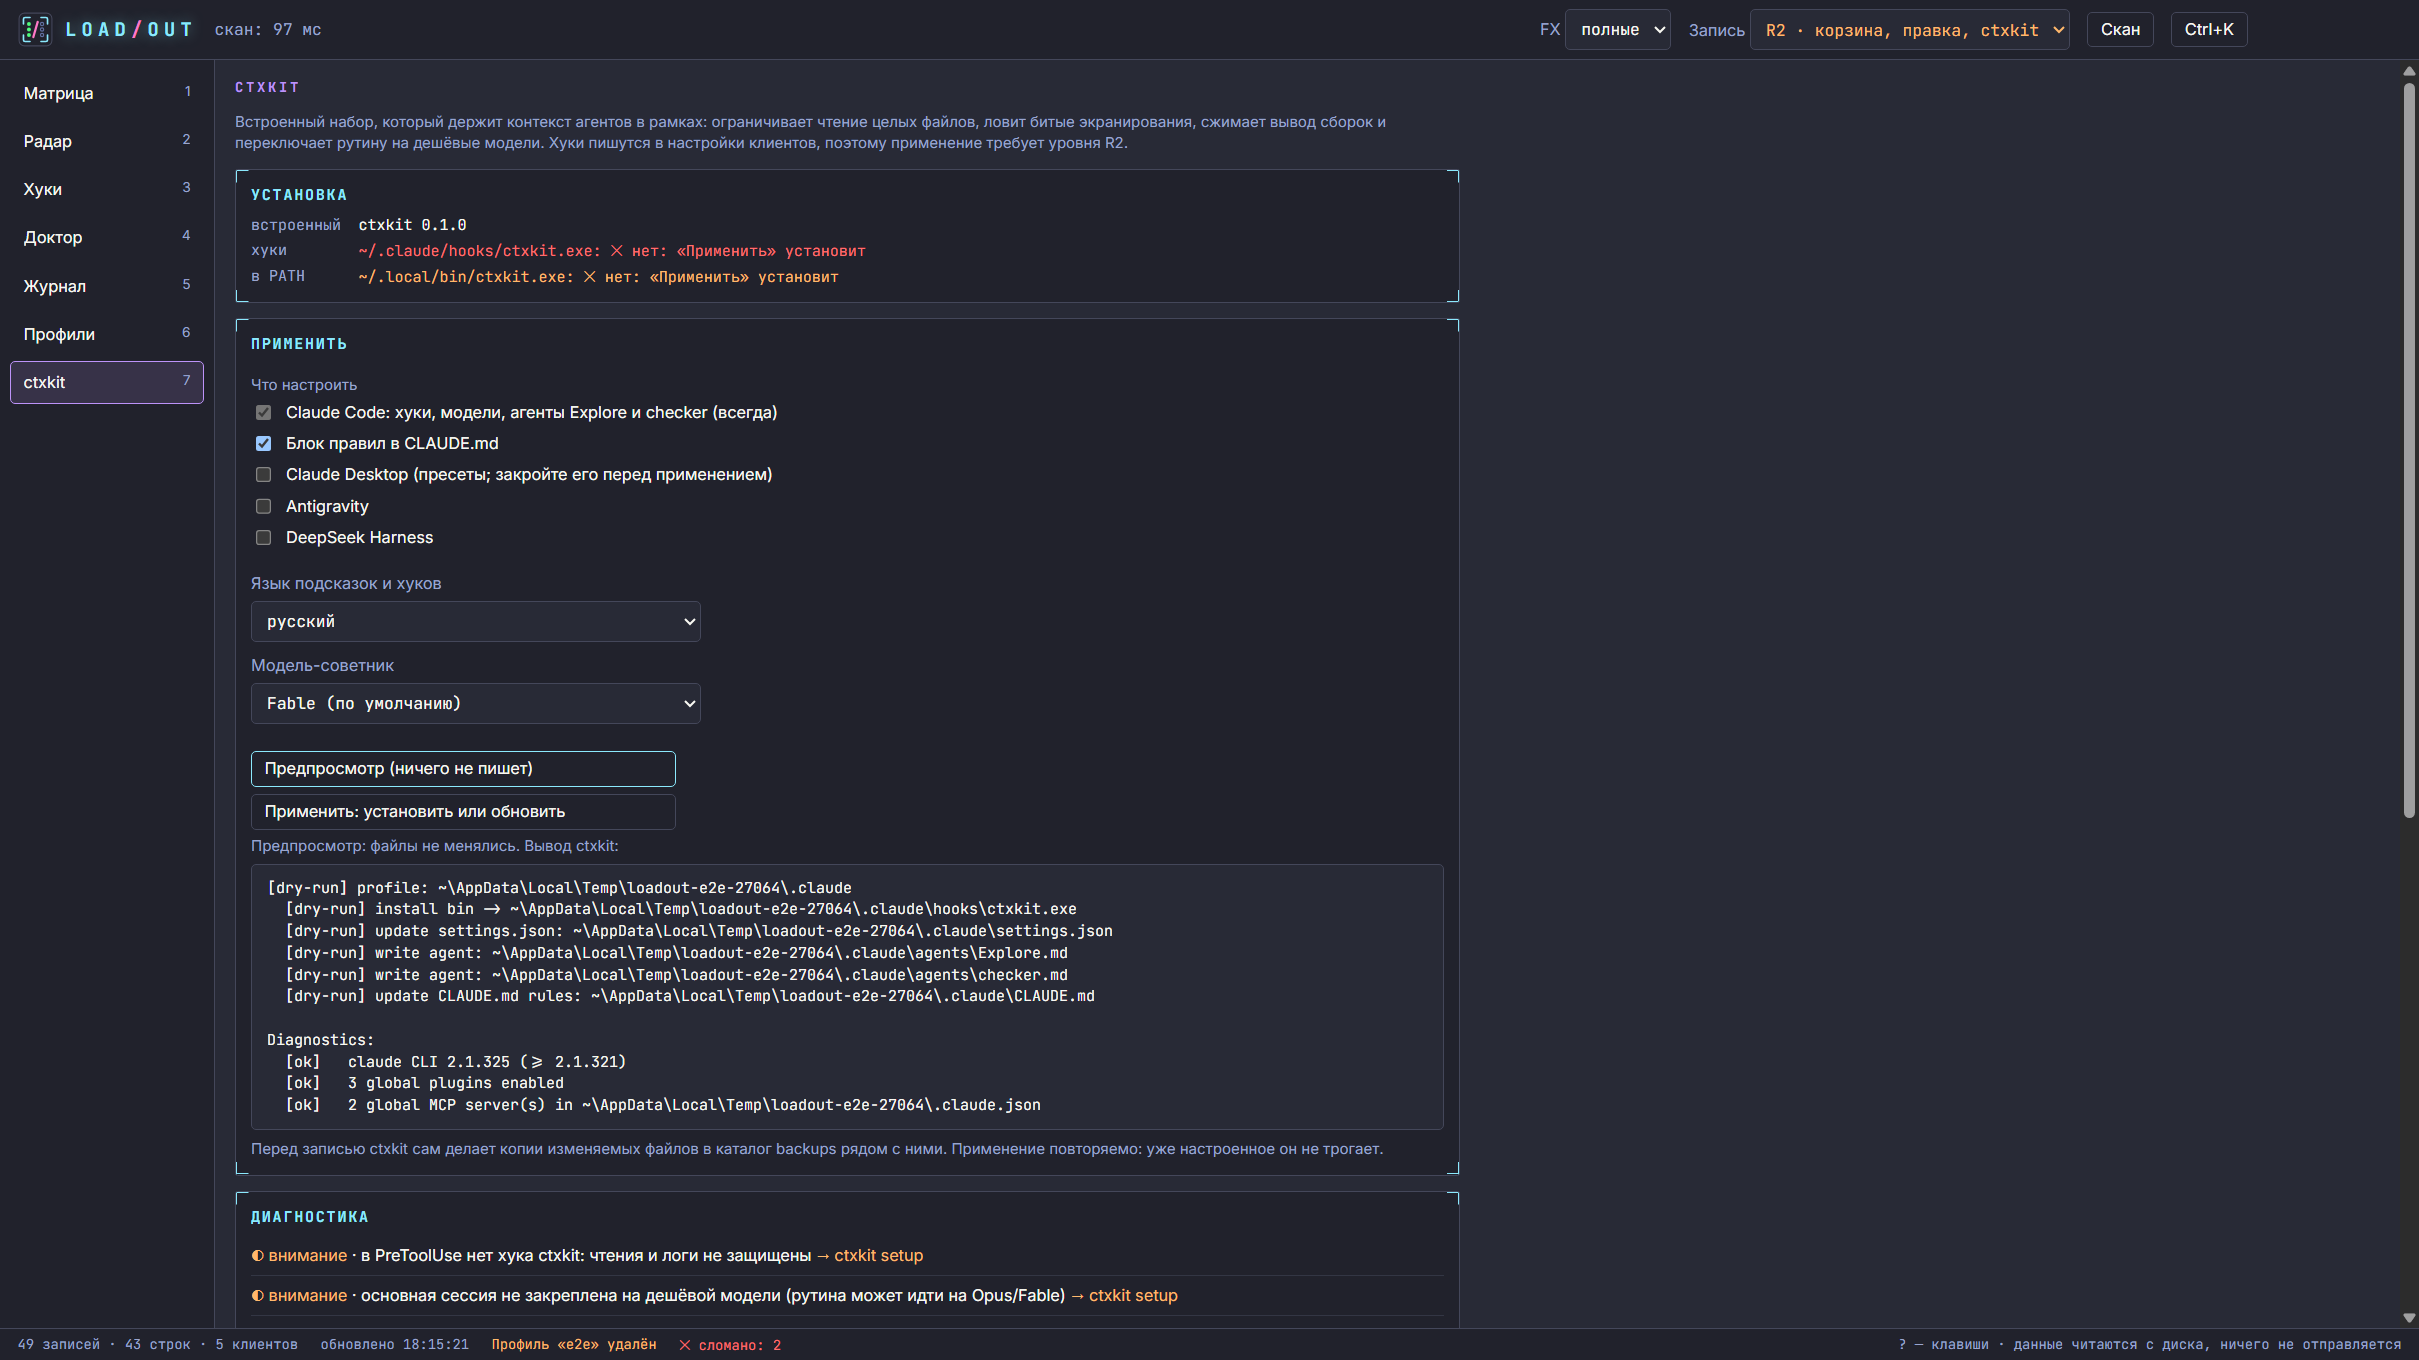 LOAD/OUT скан: 97 мс FX полные Запись R2 · корзина, правка, ctxkit Скан Ctrl+K
Матрица 1
Радар 2
Хуки 3
Доктор 4
Журнал 5
Профили 6
ctxkit 7
CTXKIT
Встроенный набор, который держит контекст агентов в рамках: ограничивает чтение целых файлов, ловит битые экранирования, сжимает вывод сборок и
переключает рутину на дешёвые модели. Хуки пишутся в настройки клиентов, поэтому применение требует уровня R2.
УСТАНОВКА
встроенный ctxkit 0.1.0
хуки ~/.claude/hooks/ctxkit.exe: ✕ нет: «Применить» установит
в PATH ~/.local/bin/ctxkit.exe: ✕ нет: «Применить» установит
ПРИМЕНИТЬ
Что настроить
Claude Code: хуки, модели, агенты Explore и checker (всегда)
Блок правил в CLAUDE.md
Claude Desktop (пресеты; закройте его перед применением)
Antigravity
DeepSeek Harness
Язык подсказок и хуков
русский
Модель-советник
Fable (по умолчанию)
Предпросмотр (ничего не пишет)
Применить: установить или обновить
Предпросмотр: файлы не менялись. Вывод ctxkit:
[dry-run] profile: ~\AppData\Local\Temp\loadout-e2e-27064\.claude
[dry-run] install bin → ~\AppData\Local\Temp\loadout-e2e-27064\.claude\hooks\ctxkit.exe
[dry-run] update settings.json: ~\AppData\Local\Temp\loadout-e2e-27064\.claude\settings.json
[dry-run] write agent: ~\AppData\Local\Temp\loadout-e2e-27064\.claude\agents\Explore.md
[dry-run] write agent: ~\AppData\Local\Temp\loadout-e2e-27064\.claude\agents\checker.md
[dry-run] update CLAUDE.md rules: ~\AppData\Local\Temp\loadout-e2e-27064\.claude\CLAUDE.md
Diagnostics:
[ok] claude CLI 2.1.325 (⩾ 2.1.321)
[ok] 3 global plugins enabled
[ok] 2 global MCP server(s) in ~\AppData\Local\Temp\loadout-e2e-27064\.claude.json
Перед записью ctxkit сам делает копии изменяемых файлов в каталог backups рядом с ними. Применение повторяемо: уже настроенное он не трогает.
ДИАГНОСТИКА
◐ внимание · в PreToolUse нет хука ctxkit: чтения и логи не защищены → ctxkit setup
◐ внимание · основная сессия не закреплена на дешёвой модели (рутина может идти на Opus/Fable) → ctxkit setup
49 записей · 43 строк · 5 клиентов обновлено 18:15:21 Профиль «e2e» удалён ✕ сломано: 2 ? — клавиши · данные читаются с диска, ничего не отправляется